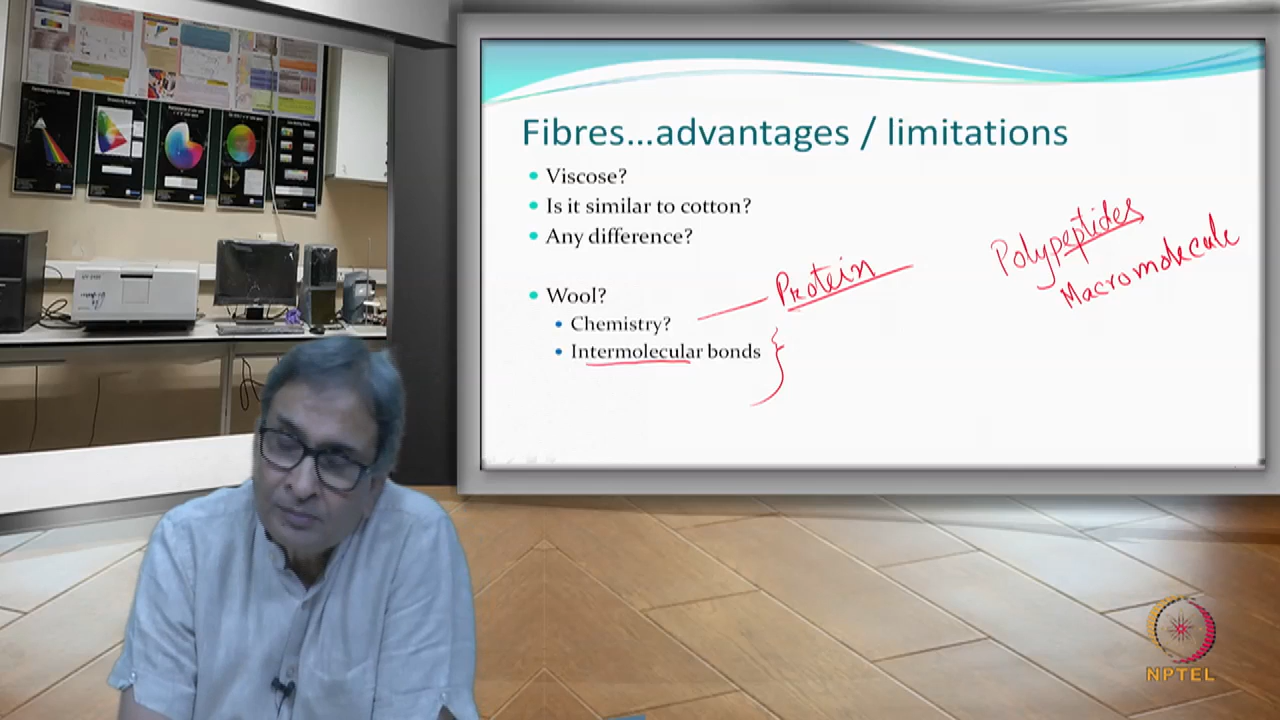 Fibres...advantages / limitations
Viscose?
Is it similar to cotton?
Any difference?
Wool?
Chemistry?
Intermolecular bonds
Protein
Polypeptides
Macromolecule
NPTEL